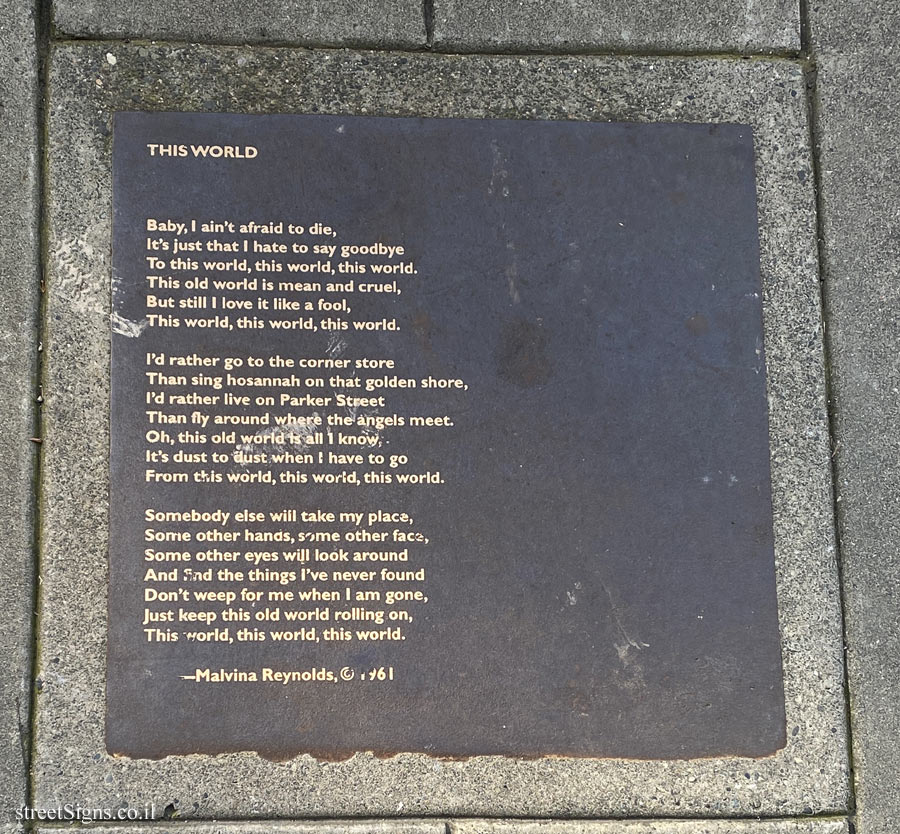 THIS WORLD
Baby, I ain't afraid to die,
It's just that I hate to say goodbye
To this world, this world, this world.
This old world is mean and cruel,
But still I love it like a fool,
This world, this world, this world.
I'd rather go to the corner store
Than sing hosannah on that golden shore,
I'd rather live on Parker Street
Than fly around where the angels meet.
Oh, this old world is all I know,
It's dust to dust when I have to go
From this world, this world, this world.
Somebody else will take my place,
Some other hands, some other face,
Some other eyes will look around
And find the things I've never found
Don't weep for me when I am gone,
Just keep this old world rolling on,
This world, this world, this world.
—Malvina Reynolds, © 1961
streetSigns.co.il